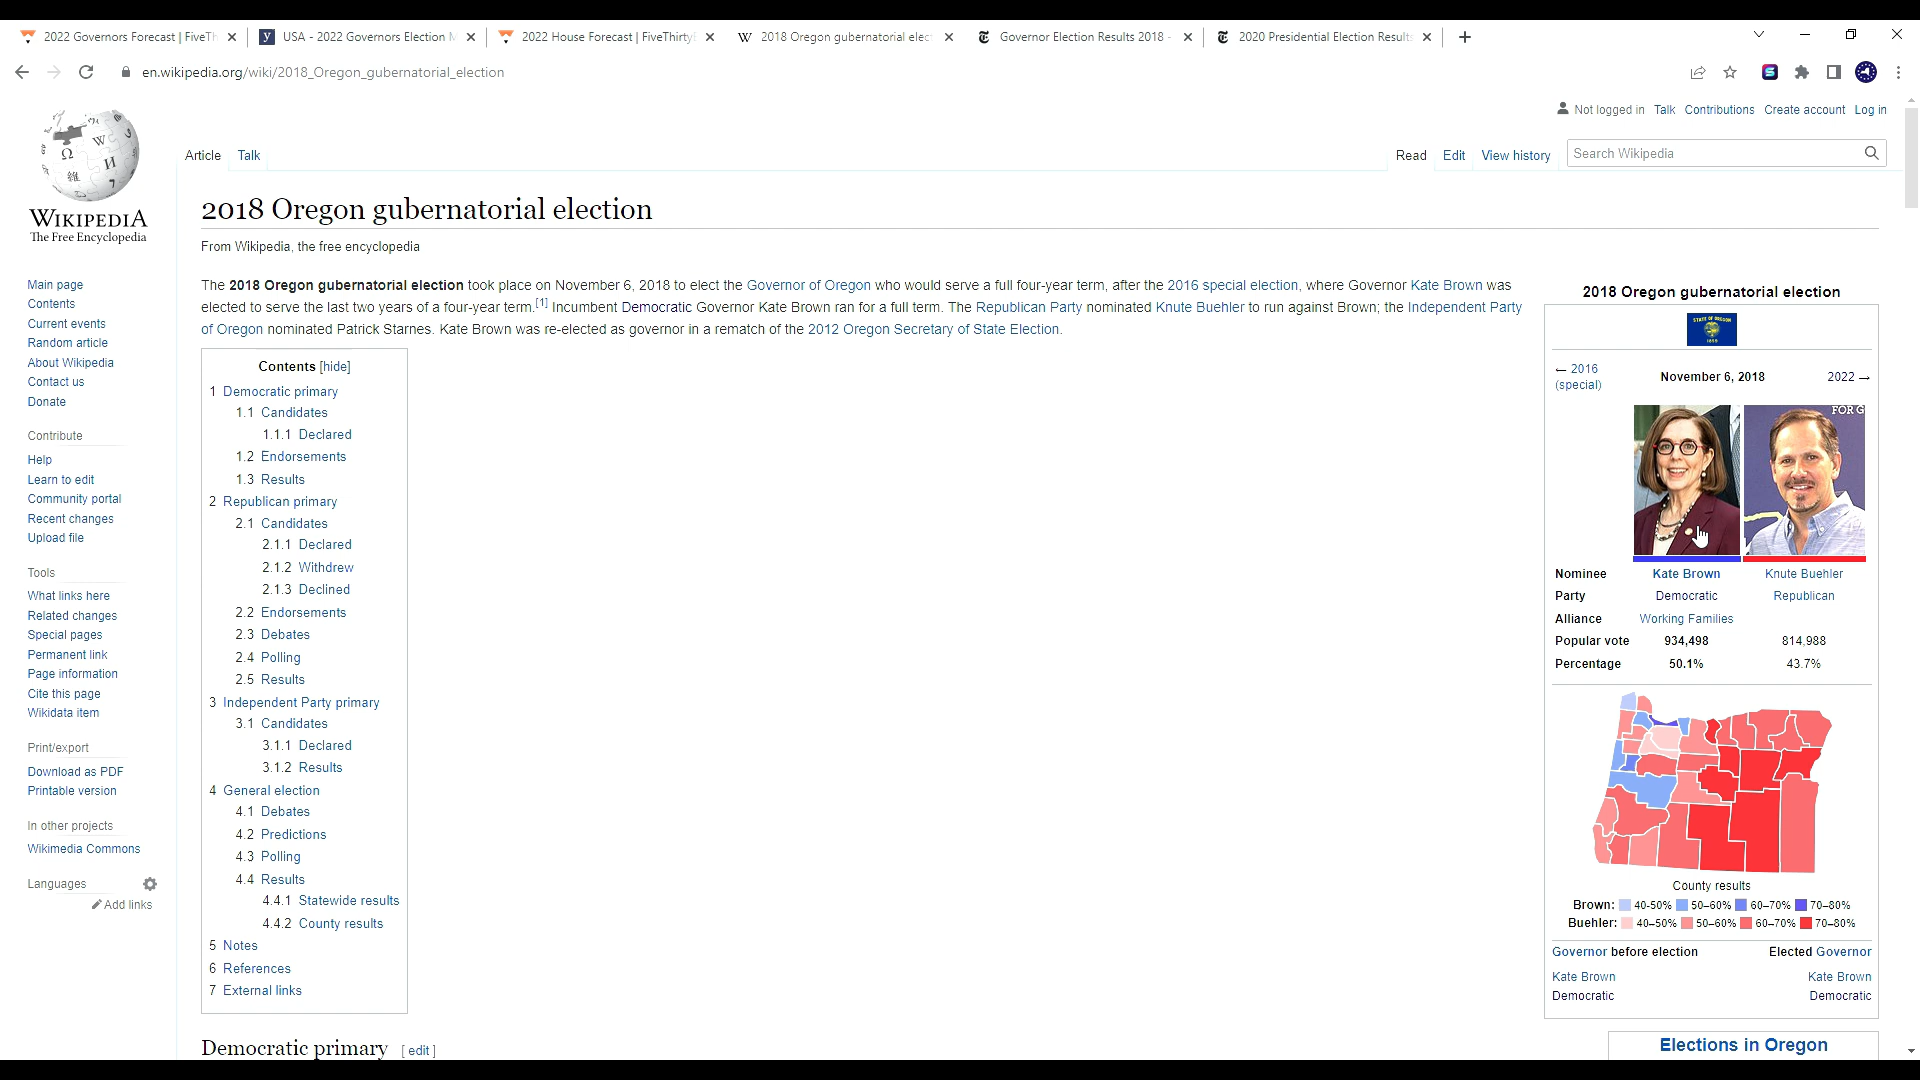 2022 Governors Forecast | FiveTh
USA - 2022 Governors Election M
2022 House Forecast | FiveThirty
2018 Oregon gubernatorial elec
Governor Election Results 2018 -
2020 Presidential Election Results
en.wikipedia.org/wiki/2018_Oregon_gubernatorial_election
Not logged in Talk Contributions Create account Log in
Article Talk
Read Edit View history
Search Wikipedia
WIKIPEDIA
The Free Encyclopedia
2018 Oregon gubernatorial election
From Wikipedia, the free encyclopedia
The 2018 Oregon gubernatorial election took place on November 6, 2018 to elect the Governor of Oregon who would serve a full four-year term, after the 2016 special election, where Governor Kate Brown was
elected to serve the last two years of a four-year term.[1] Incumbent Democratic Governor Kate Brown ran for a full term. The Republican Party nominated Knute Buehler to run against Brown; the Independent Party
of Oregon nominated Patrick Starnes. Kate Brown was re-elected as governor in a rematch of the 2012 Oregon Secretary of State Election.
Main page
Contents
Current events
Random article
About Wikipedia
Contact us
Donate
Contribute
Help
Learn to edit
Community portal
Recent changes
Upload file
Tools
What links here
Related changes
Special pages
Permanent link
Page information
Cite this page
Wikidata item
Print/export
Download as PDF
Printable version
In other projects
Wikimedia Commons
Languages
Add links
Contents [hide]
1 Democratic primary
1.1 Candidates
1.1.1 Declared
1.2 Endorsements
1.3 Results
2 Republican primary
2.1 Candidates
2.1.1 Declared
2.1.2 Withdrew
2.1.3 Declined
2.2 Endorsements
2.3 Debates
2.4 Polling
2.5 Results
3 Independent Party primary
3.1 Candidates
3.1.1 Declared
3.1.2 Results
4 General election
4.1 Debates
4.2 Predictions
4.3 Polling
4.4 Results
4.4.1 Statewide results
4.4.2 County results
5 Notes
6 References
7 External links
Democratic primary [ edit ]
2018 Oregon gubernatorial election
STATE OF OREGON
1859
← 2016
(special)
November 6, 2018
2022 →
FOR G
Nominee Kate Brown Knute Buehler
Party Democratic Republican
Alliance Working Families
Popular vote 934,498 814,988
Percentage 50.1% 43.7%
County results
Brown: 40-50% 50–60% 60–70% 70–80%
Buehler: 40–50% 50–60% 60–70% 70–80%
Governor before election Elected Governor
Kate Brown Kate Brown
Democratic Democratic
Elections in Oregon